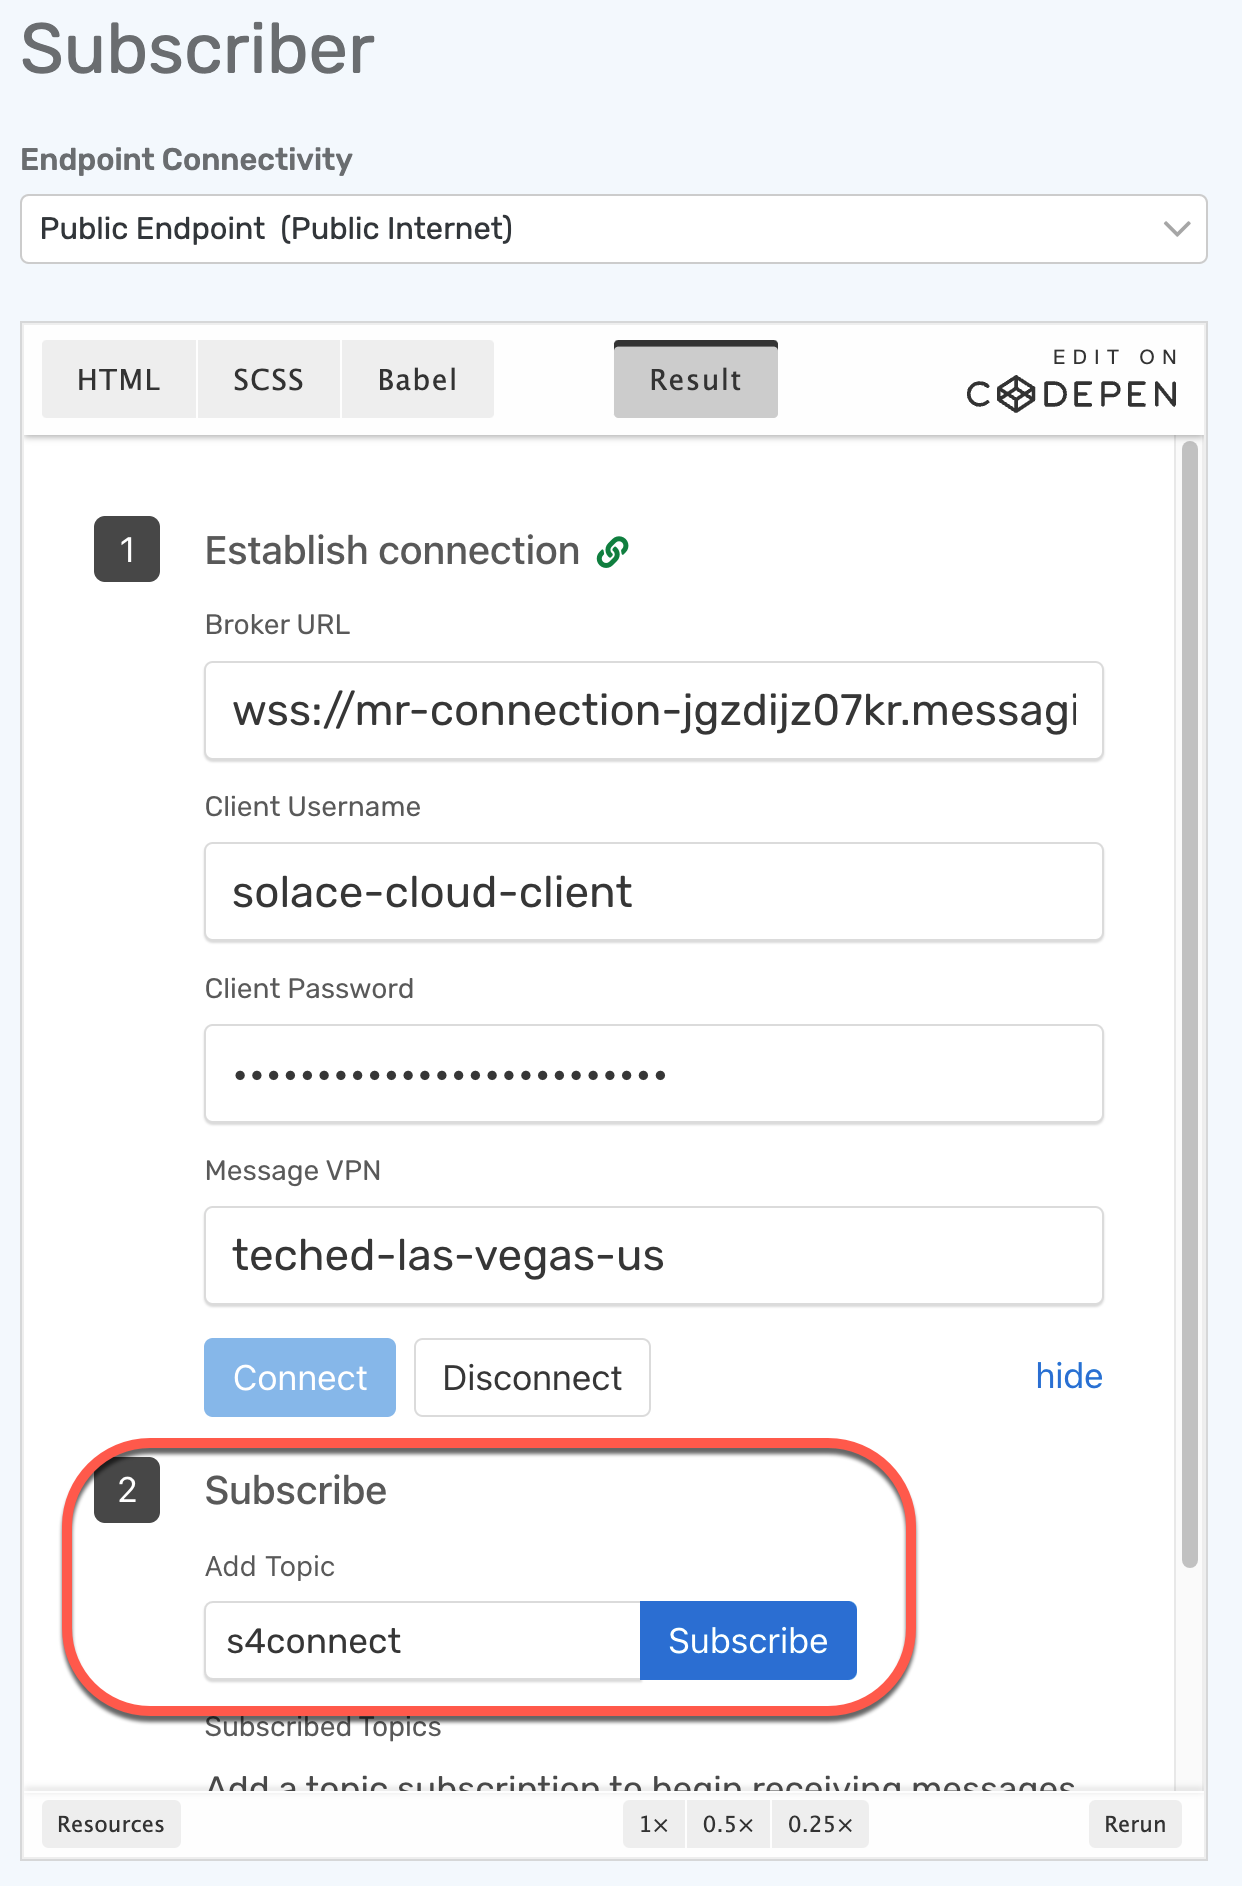 Subscriber
Endpoint Connectivity
Public Endpoint (Public Internet)
HTML SCSS Babel Result EDIT ON
CODEPEN
1 Establish connection
Broker URL
wss://mr-connection-jgzdijz07kr.messagi
Client Username
solace-cloud-client
Client Password
••••••••••••••••••••••••••
Message VPN
teched-las-vegas-us
Connect Disconnect hide
2 Subscribe
Add Topic
s4connect Subscribe
Subscribed Topics
Add a topic subscription to begin receiving messages
Resources 1× 0.5× 0.25× Rerun